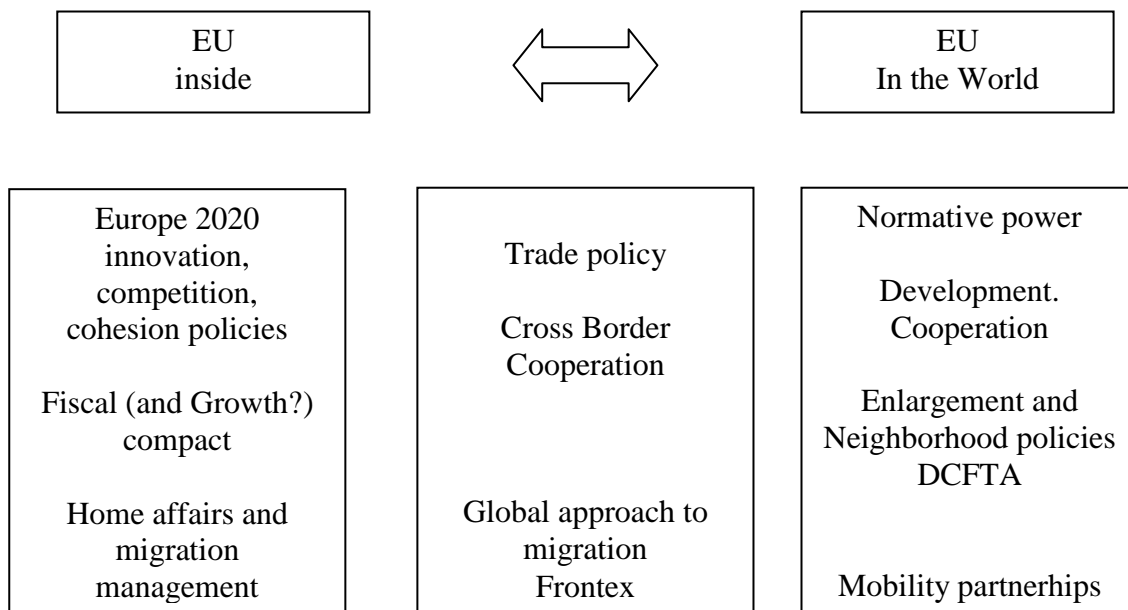 EU
inside
EU
In the World
Europe 2020
innovation,
competition,
cohesion policies
Fiscal (and Growth?)
compact
Home affairs and
migration
management
Trade policy
Cross Border
Cooperation
Global approach to
migration
Frontex
Normative power
Development.
Cooperation
Enlargement and
Neighborhood policies
DCFTA
Mobility partnerhips